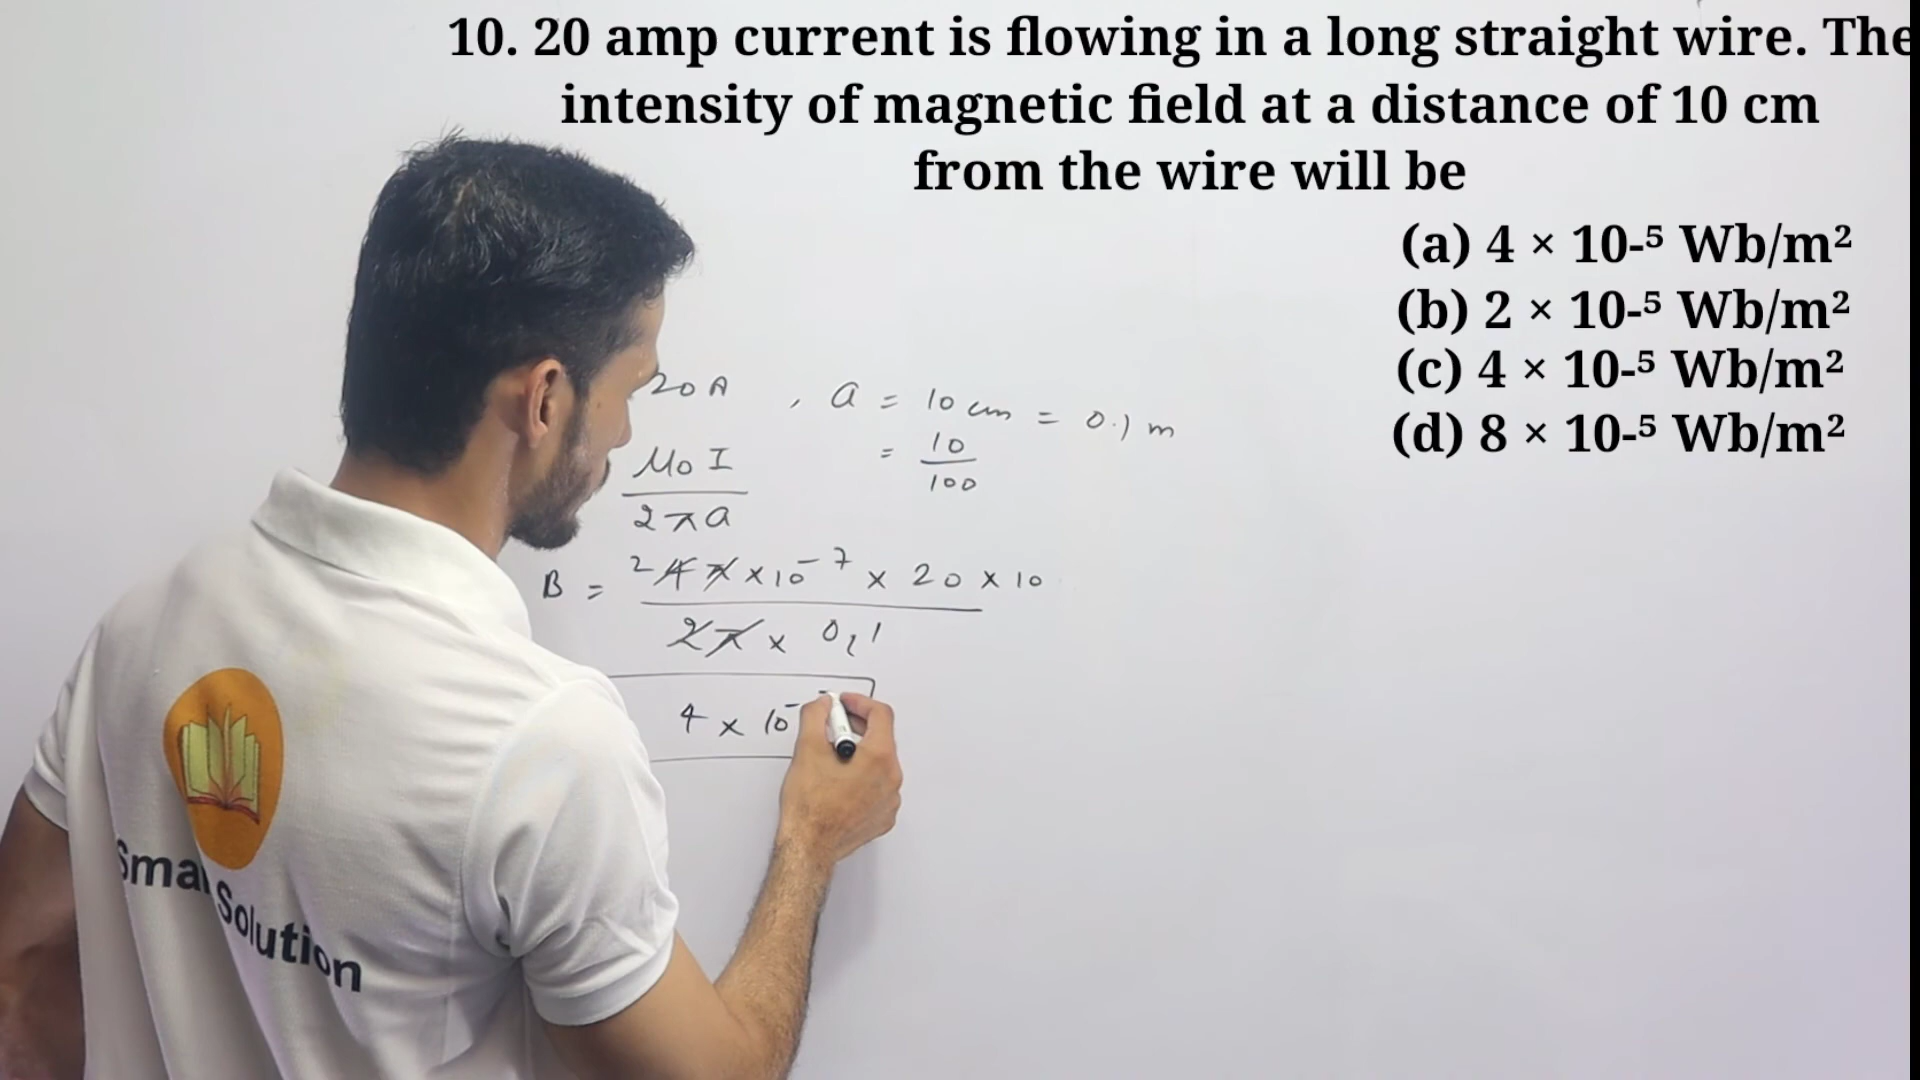 10. 20 amp current is flowing in a long straight wire. The
intensity of magnetic field at a distance of 10 cm
from the wire will be
(a) 4 × 10-⁵ Wb/m²
(b) 2 × 10-⁵ Wb/m²
(c) 4 × 10-⁵ Wb/m²
(d) 8 × 10-⁵ Wb/m²
20 A , a = 10 cm = 0.1 m
= 10
100
μ₀ I
2πa
B = 2 4π × 10⁻⁷ × 20 × 10
2π × 0.1
4 × 10⁻
Solution